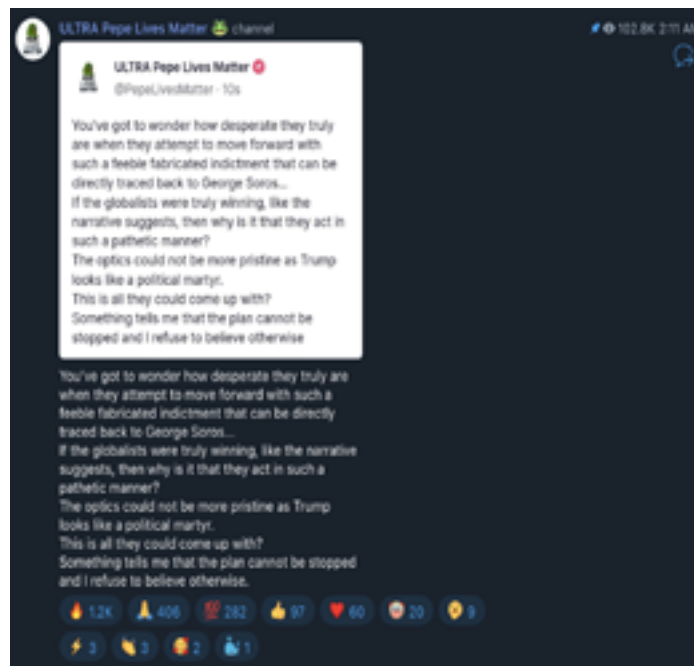 ULTRA Pepe Lives Matter 🐸 channel 102.8K 2:11 AM
ULTRA Pepe Lives Matter
@PepeLivesMatter · 10s
You've got to wonder how desperate they truly
are when they attempt to move forward with
such a feeble fabricated indictment that can be
directly traced back to George Soros...
If the globalists were truly winning, like the
narrative suggests, then why is it that they act in
such a pathetic manner?
The optics could not be more pristine as Trump
looks like a political martyr.
This is all they could come up with?
Something tells me that the plan cannot be
stopped and I refuse to believe otherwise
You've got to wonder how desperate they truly are
when they attempt to move forward with such a
feeble fabricated indictment that can be directly
traced back to George Soros...
If the globalists were truly winning, like the narrative
suggests, then why is it that they act in such a
pathetic manner?
The optics could not be more pristine as Trump
looks like a political martyr.
This is all they could come up with?
Something tells me that the plan cannot be stopped
and I refuse to believe otherwise.
🔥 1.2K 🙏 406 💯 282 👍 97 ❤ 60 🤡 20 9
⚡ 3 👏 3 🥰 2 🐳 1